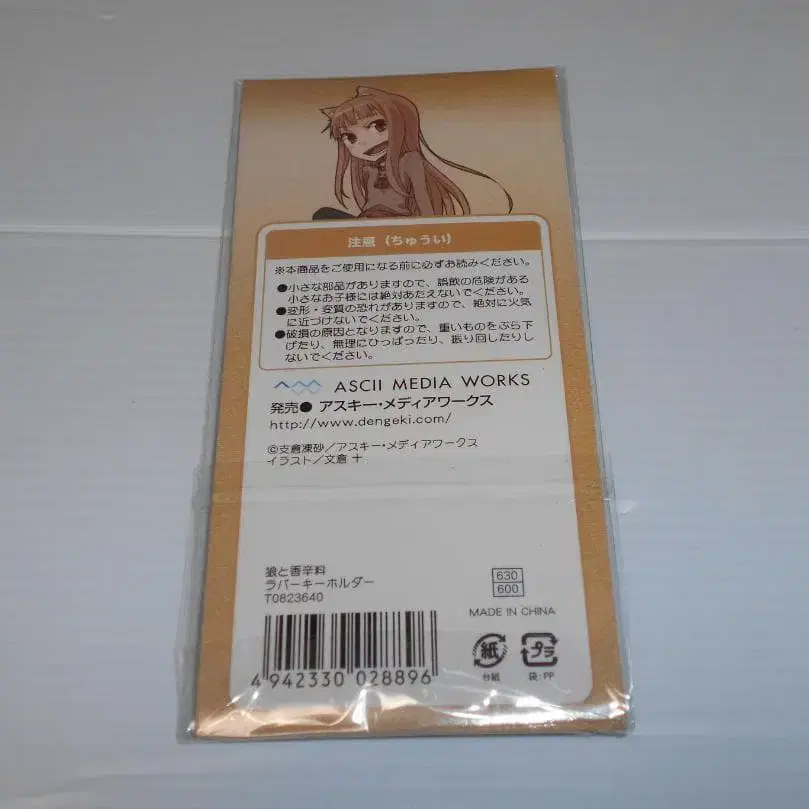 注意（ちゅうい）
※本商品をご使用になる前に必ずお読みください。
●小さな部品がありますので、誤飲の危険がある
小さなお子様には絶対あたえないでください。
●変形・変質の恐れがありますので、絶対に火気
に近づけないでください。
●破損の原因となりますので、重いものをぶら下
げたり、無理にひっぱったり、振り回したりし
ないでください。
ASCII MEDIA WORKS
発売● アスキー・メディアワークス
http://www.dengeki.com/
©支倉凍砂／アスキー・メディアワークス
イラスト／文倉 十
狼と香辛料
ラバーキーホルダー
T0823640
630
600
MADE IN CHINA
紙
プラ
台紙
袋:PP
4 942330 028896